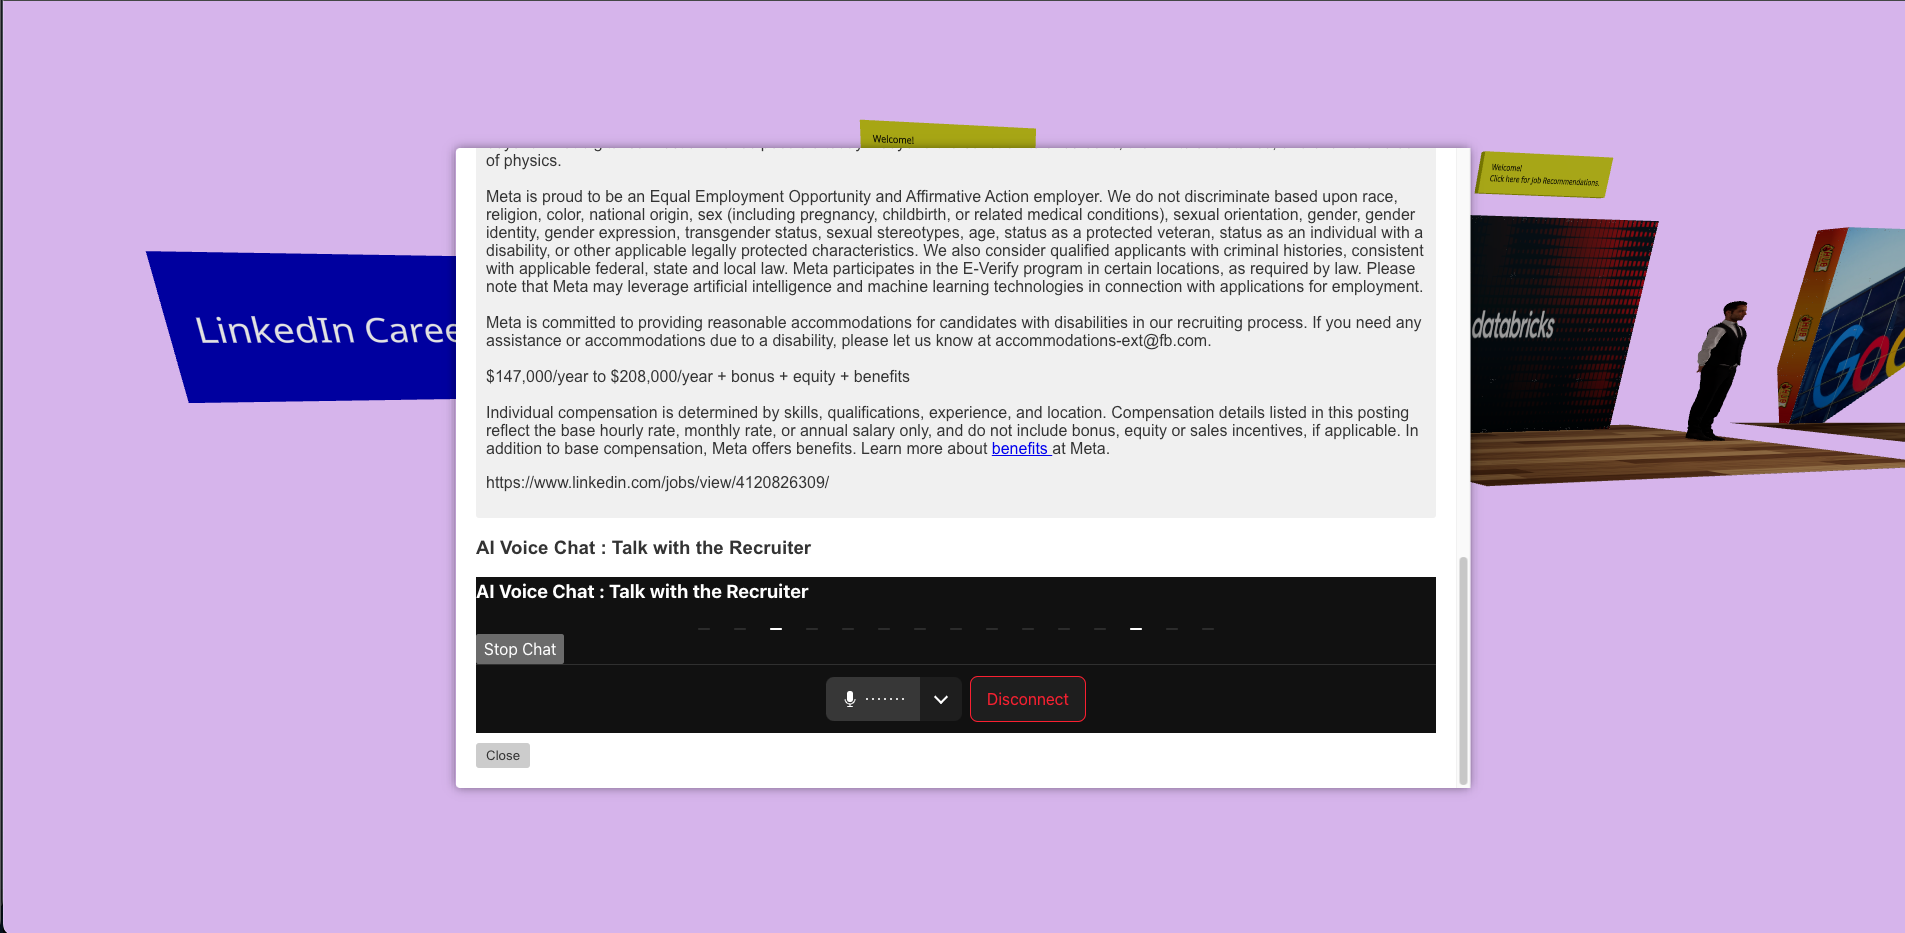 Welcome!
of physics.
Meta is proud to be an Equal Employment Opportunity and Affirmative Action employer. We do not discriminate based upon race,
religion, color, national origin, sex (including pregnancy, childbirth, or related medical conditions), sexual orientation, gender, gender
identity, gender expression, transgender status, sexual stereotypes, age, status as a protected veteran, status as an individual with a
disability, or other applicable legally protected characteristics. We also consider qualified applicants with criminal histories, consistent
with applicable federal, state and local law. Meta participates in the E-Verify program in certain locations, as required by law. Please
note that Meta may leverage artificial intelligence and machine learning technologies in connection with applications for employment.
Meta is committed to providing reasonable accommodations for candidates with disabilities in our recruiting process. If you need any
assistance or accommodations due to a disability, please let us know at accommodations-ext@fb.com.
$147,000/year to $208,000/year + bonus + equity + benefits
Individual compensation is determined by skills, qualifications, experience, and location. Compensation details listed in this posting
reflect the base hourly rate, monthly rate, or annual salary only, and do not include bonus, equity or sales incentives, if applicable. In
addition to base compensation, Meta offers benefits. Learn more about benefits at Meta.
https://www.linkedin.com/jobs/view/4120826309/
AI Voice Chat : Talk with the Recruiter
AI Voice Chat : Talk with the Recruiter
Stop Chat
Disconnect
Close
LinkedIn Caree
Welcome!
Click here for Job Recommendations.
databricks
Goo